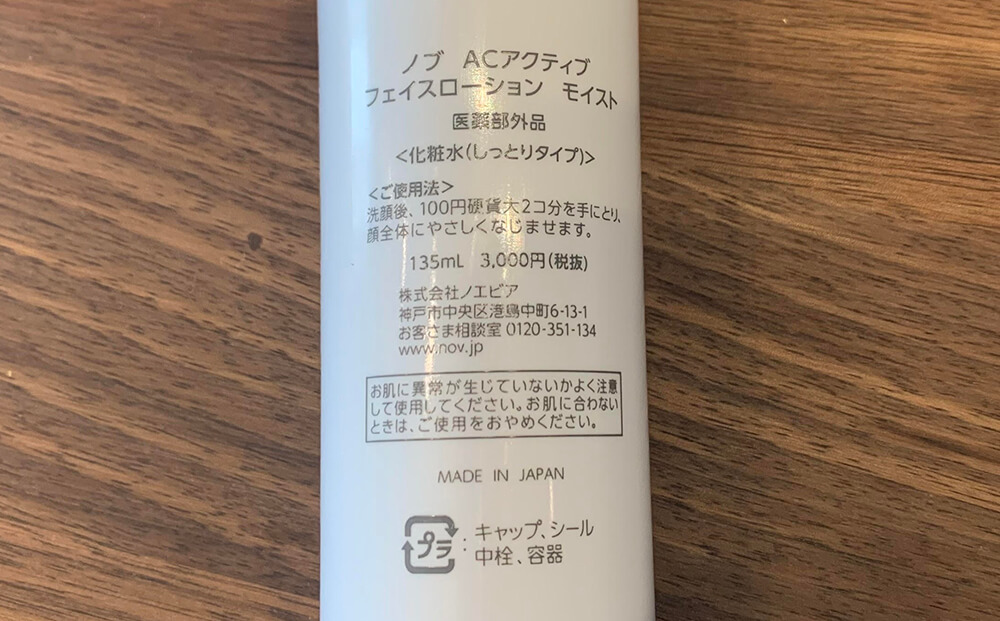 ノブ ACアクティブ
フェイスローション モイスト
医薬部外品
<化粧水(しっとりタイプ)>
<ご使用法>
洗顔後、100円硬貨大2コ分を手にとり、
顔全体にやさしくなじませます。
135mL 3,000円(税抜)
株式会社ノエビア
神戸市中央区港島中町6-13-1
お客さま相談室 0120-351-134
www.nov.jp
お肌に異常が生じていないかよく注意
して使用してください。お肌に合わない
ときは、ご使用をおやめください。
MADE IN JAPAN
プラ : キャップ、シール
中栓、容器